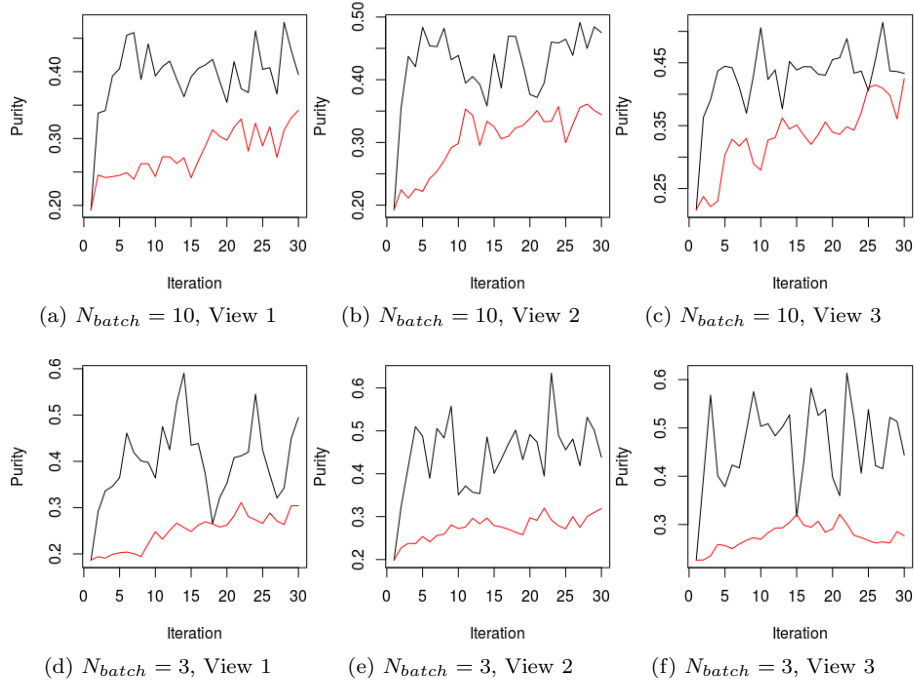 0.20 0.30 0.40
Purity
0 5 10 15 20 25 30
Iteration
(a) N_batch = 10, View 1
0.20 0.30 0.40 0.50
Purity
0 5 10 15 20 25 30
Iteration
(b) N_batch = 10, View 2
0.25 0.35 0.45
Purity
0 5 10 15 20 25 30
Iteration
(c) N_batch = 10, View 3
0.2 0.3 0.4 0.5 0.6
Purity
0 5 10 15 20 25 30
Iteration
(d) N_batch = 3, View 1
0.2 0.3 0.4 0.5 0.6
Purity
0 5 10 15 20 25 30
Iteration
(e) N_batch = 3, View 2
0.3 0.4 0.5 0.6
Purity
0 5 10 15 20 25 30
Iteration
(f) N_batch = 3, View 3